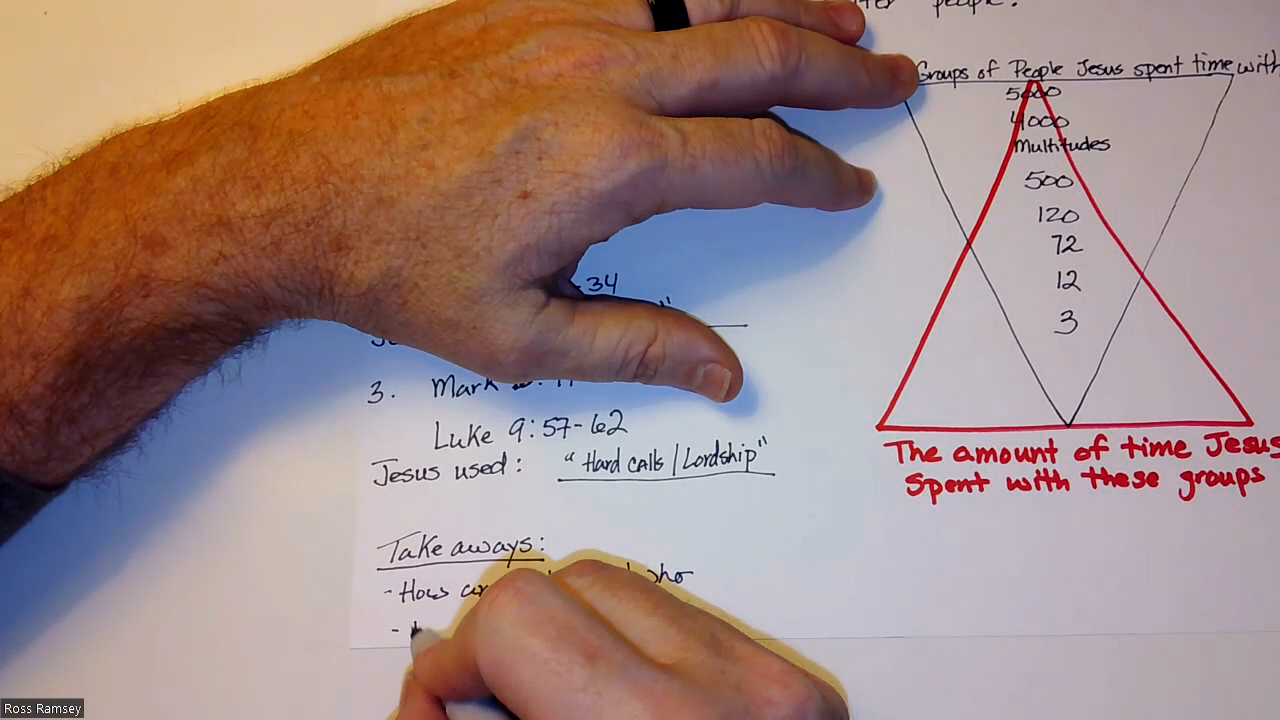 people.
Groups of People Jesus spent time with
5000
4000
Multitudes
500
120
72
12
3
34
3. Mark
Luke 9:57-62
Jesus used: "Hard calls/Lordship"
The amount of time Jesus
Spent with these groups
Take aways:
- How who
-
Ross Ramsey